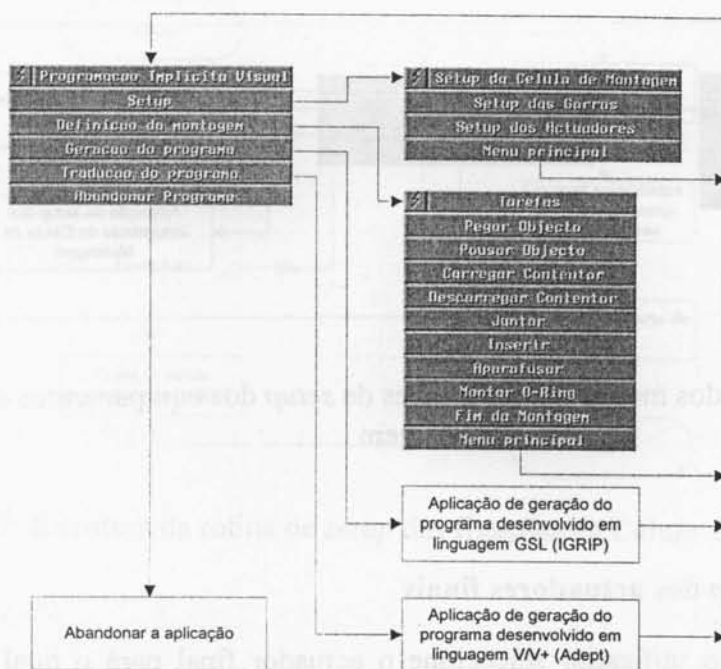 Programacao Implicita Visual
Setup
Definicao da montagem
Geracao do programa
Traducao do programa
Abandonar Programa
Setup da Celula de Montagem
Setup das Garras
Setup dos Actuadores
Menu principal
Tarefas
Pegar Objecto
Pousar Objecto
Carregar Contentor
Descarregar Contentor
Juntar
Inserir
Aparafusar
Montar O-Ring
Fim da Montagem
Menu principal
Aplicação de geração do
programa desenvolvido em
linguagem GSL (IGRIP)
Abandonar a aplicação
Aplicação de geração do
programa desenvolvido em
linguagem V/V+ (Adept)